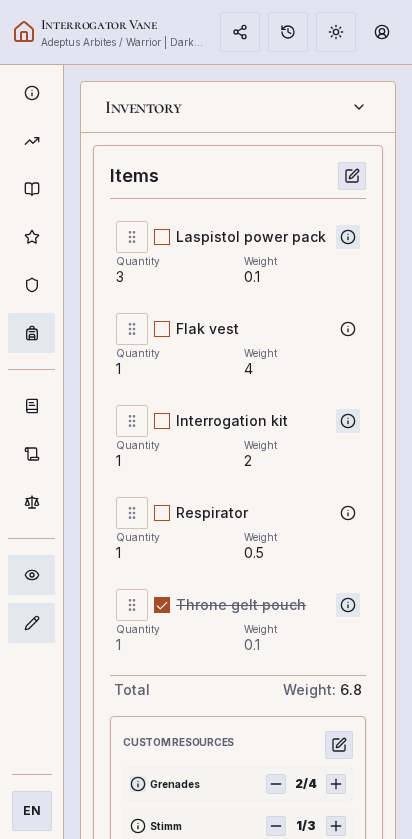 Interrogator Vane
Adeptus Arbites / Warrior | Dark...
Inventory
Items
Laspistol power pack
Quantity Weight
3 0.1
Flak vest
Quantity Weight
1 4
Interrogation kit
Quantity Weight
1 2
Respirator
Quantity Weight
1 0.5
Throne gelt pouch
Quantity Weight
1 0.1
Total Weight: 6.8
CUSTOM RESOURCES
Grenades 2/4
Stimm 1/3
EN